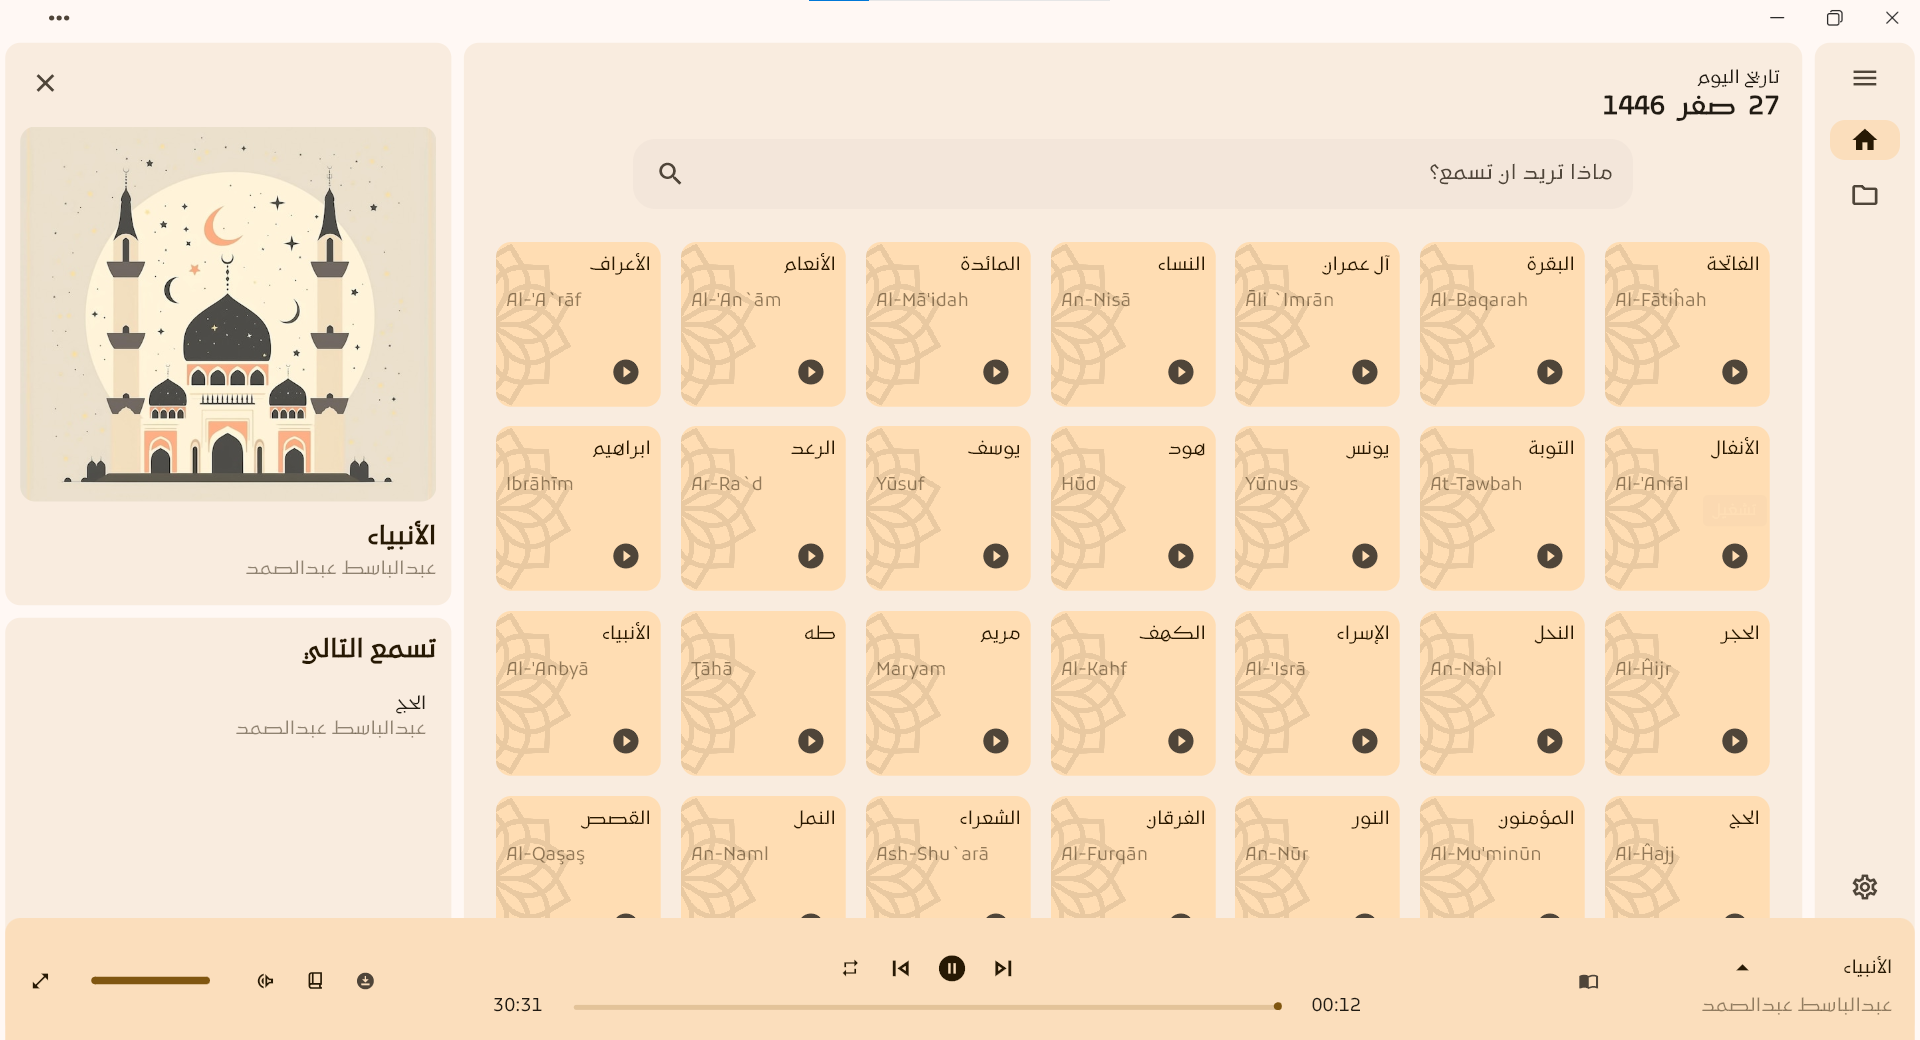 تاريخ اليوم
27 صفر 1446
ماذا تريد ان تسمع؟
الفاتحة
Al-Fātiĥah
البقرة
Al-Baqarah
آل عمران
Āli `Imrān
النساء
An-Nisā
المائدة
Al-Mā'idah
الأنعام
Al-'An`ām
الأعراف
Al-'A`rāf
الأنفال
Al-'Anfāl
التوبة
At-Tawbah
يونس
Yūnus
هود
Hūd
يوسف
Yūsuf
الرعد
Ar-Ra`d
ابراهيم
Ibrāhīm
الحجر
Al-Ĥijr
النحل
An-Naĥl
الإسراء
Al-'Isrā
الكهف
Al-Kahf
مريم
Maryam
طه
Ţāhā
الأنبياء
Al-'Anbyā
الحج
Al-Ĥajj
المؤمنون
Al-Mu'minūn
النور
An-Nūr
الفرقان
Al-Furqān
الشعراء
Ash-Shu`arā
النمل
An-Naml
القصص
Al-Qaşaş
الأنبياء
عبدالباسط عبدالصمد
تسمع التالي
الحج
عبدالباسط عبدالصمد
الأنبياء
عبدالباسط عبدالصمد
00:12
30:31